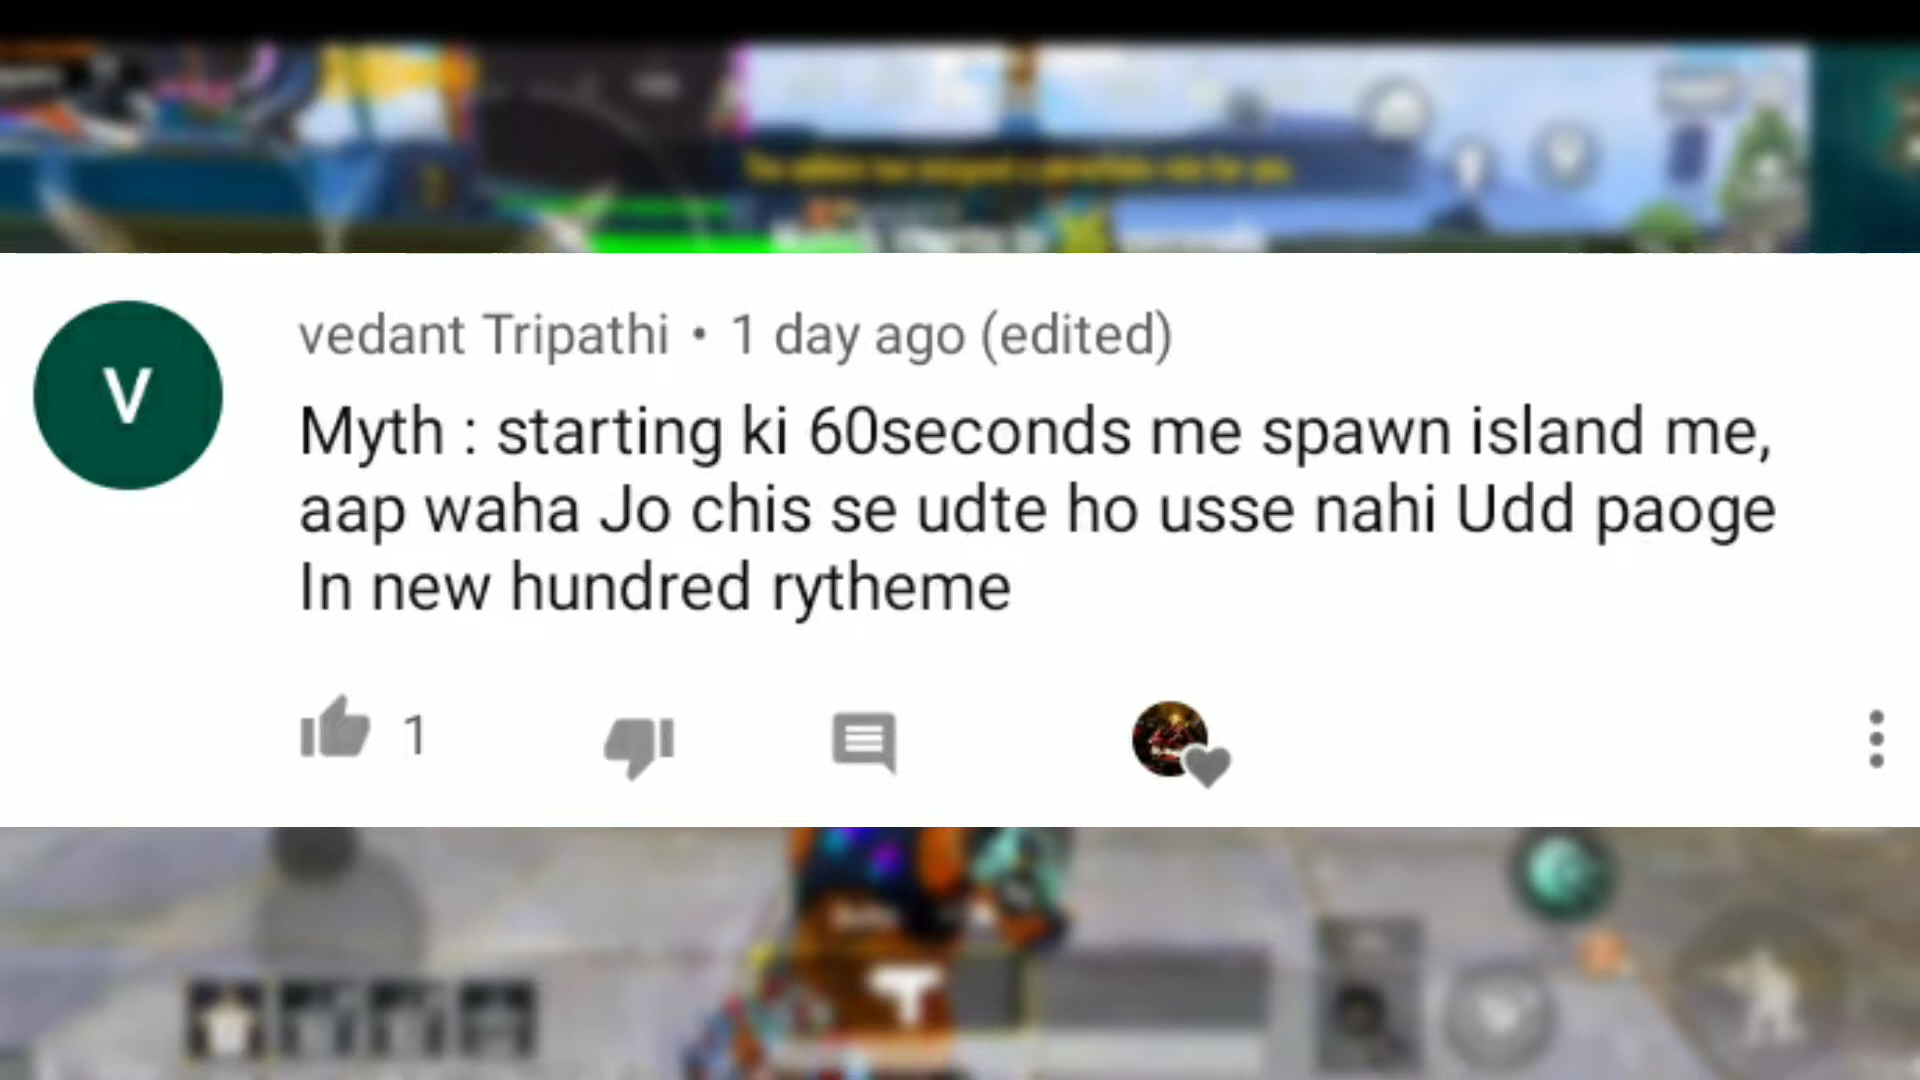 V
vedant Tripathi • 1 day ago (edited)
Myth : starting ki 60seconds me spawn island me,
aap waha Jo chis se udte ho usse nahi Udd paoge
In new hundred rytheme
1